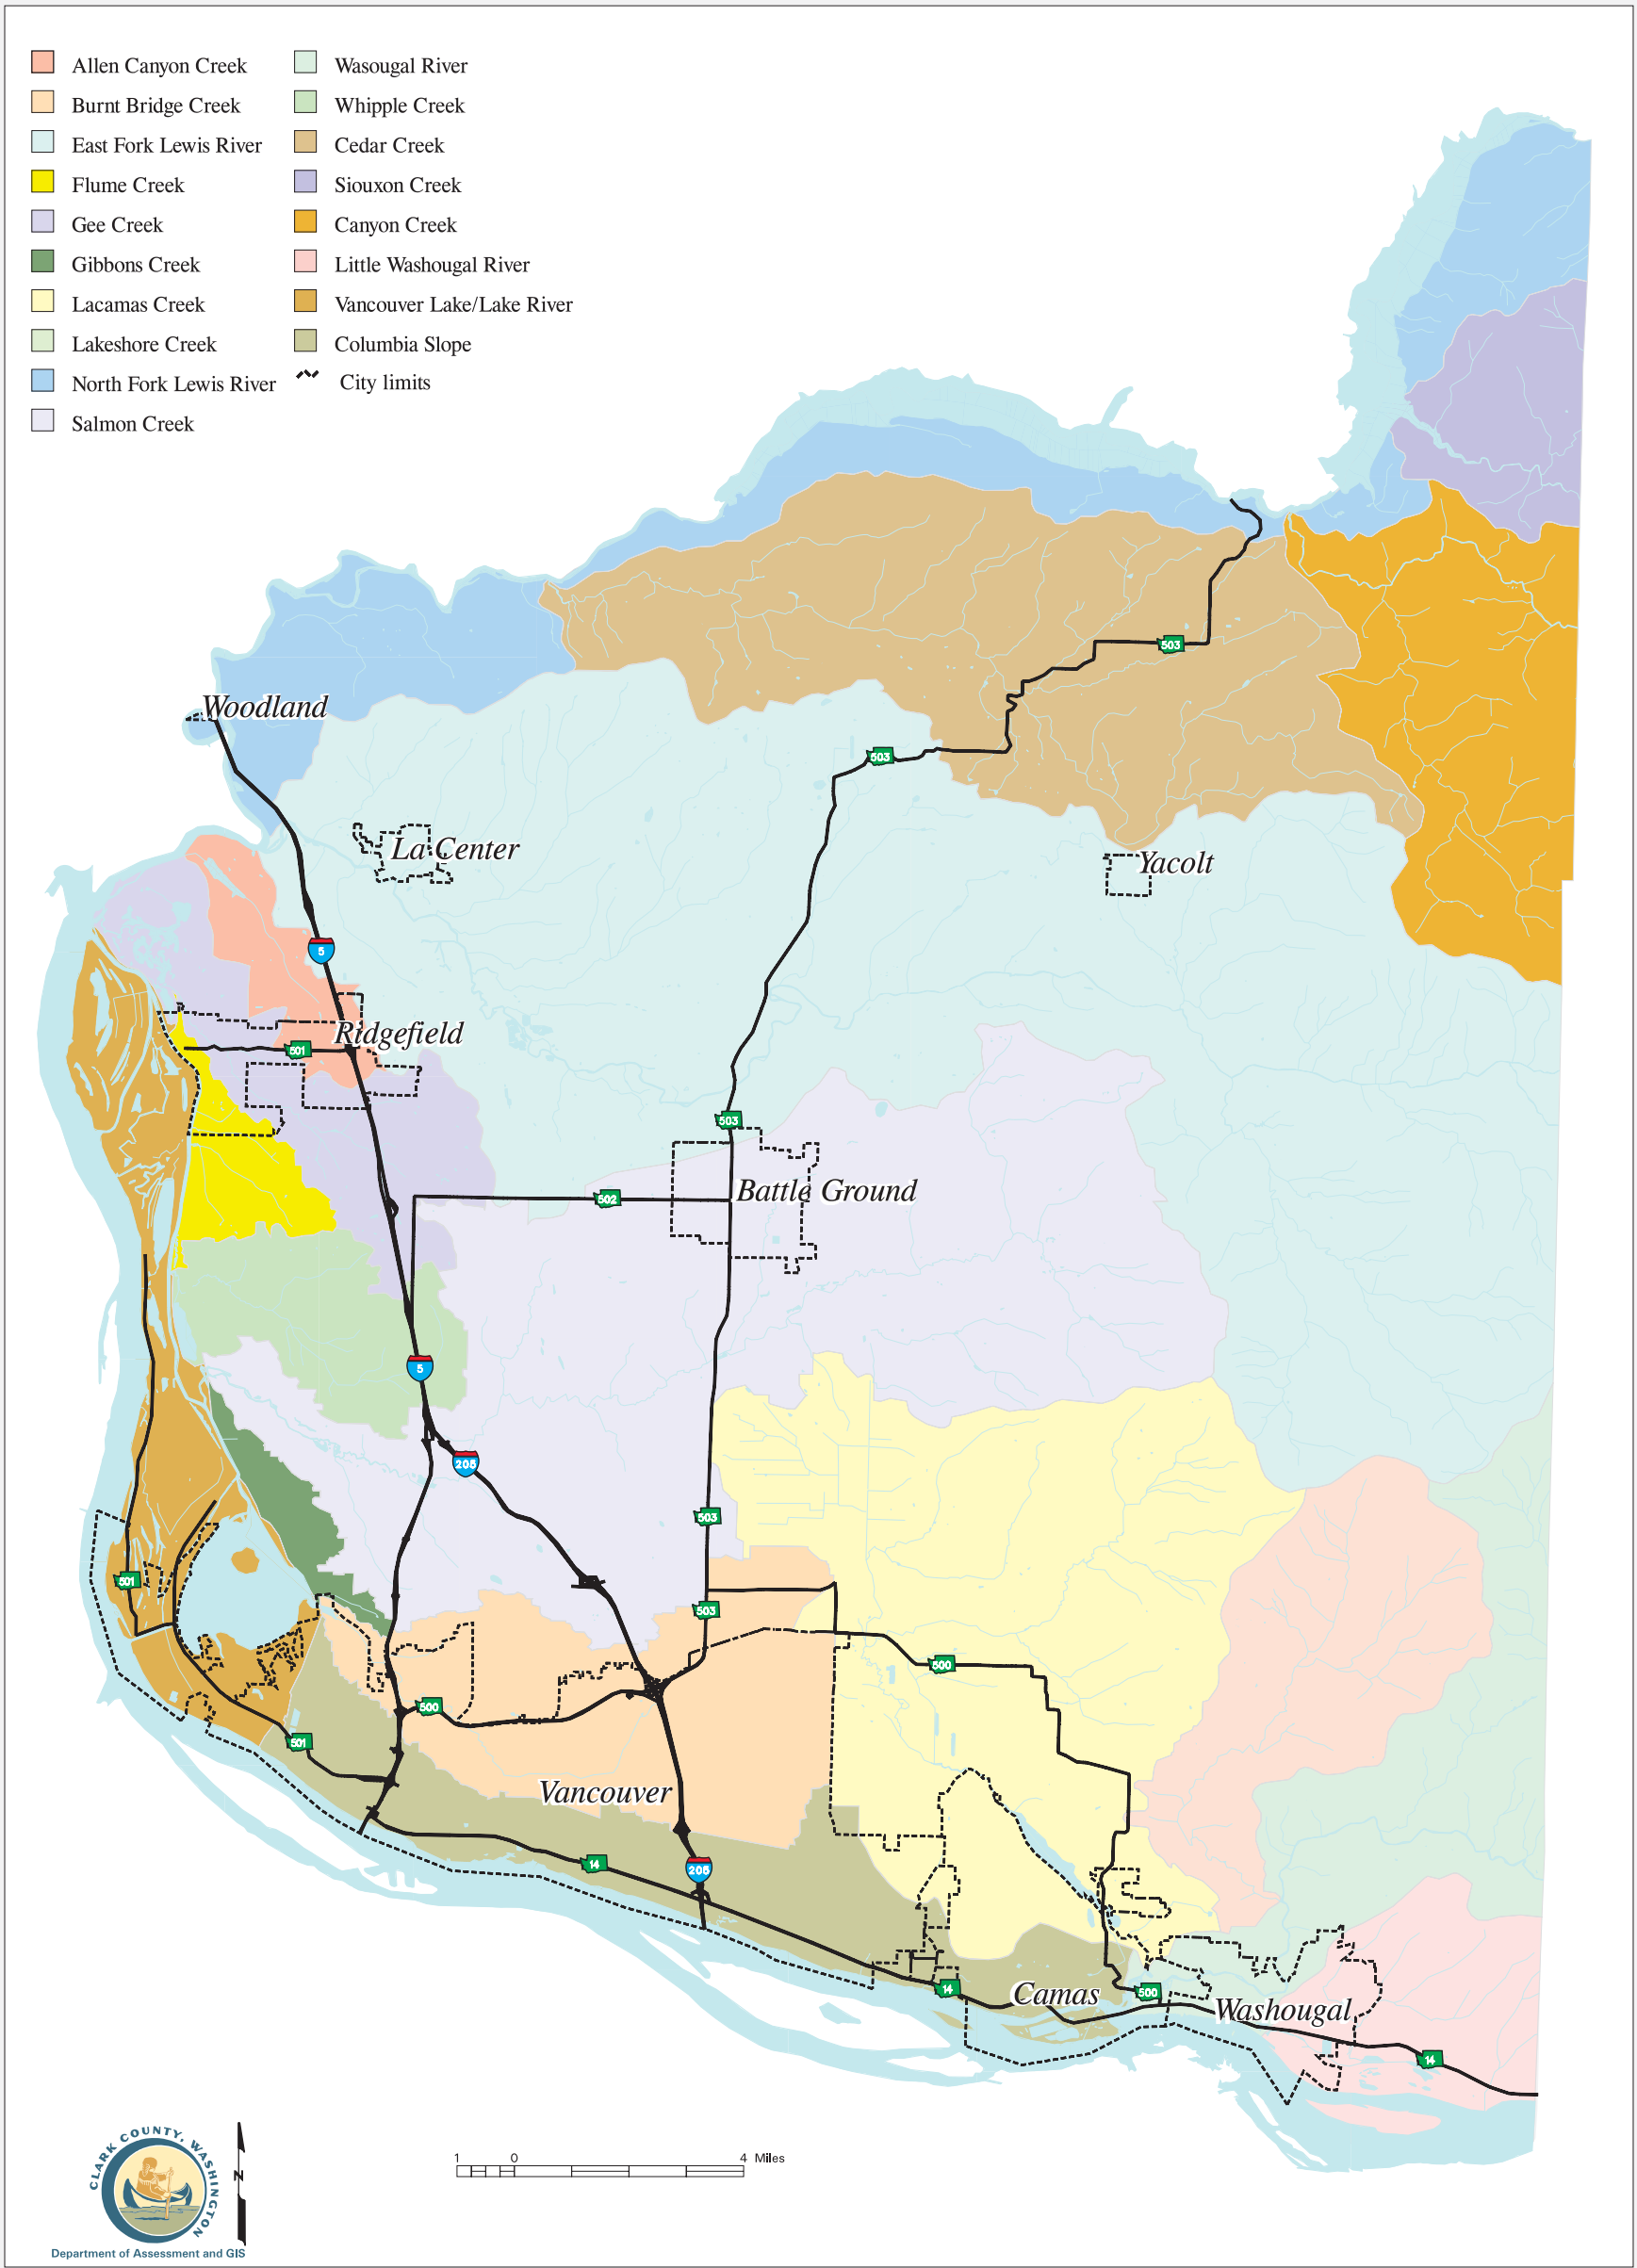 Allen Canyon Creek
Burnt Bridge Creek
East Fork Lewis River
Flume Creek
Gee Creek
Gibbons Creek
Lacamas Creek
Lakeshore Creek
North Fork Lewis River
Salmon Creek
Wasougal River
Whipple Creek
Cedar Creek
Siouxon Creek
Canyon Creek
Little Washougal River
Vancouver Lake/Lake River
Columbia Slope
City limits
503
Woodland
503
La Center
Yacolt
5
Ridgefield
501
503
Battle Ground
502
5
205
503
501
503
500
500
501
Vancouver
14
205
14
Camas
500
Washougal
14
CLARK COUNTY, WASHINGTON
N
1 0 4 Miles
Department of Assessment and GIS